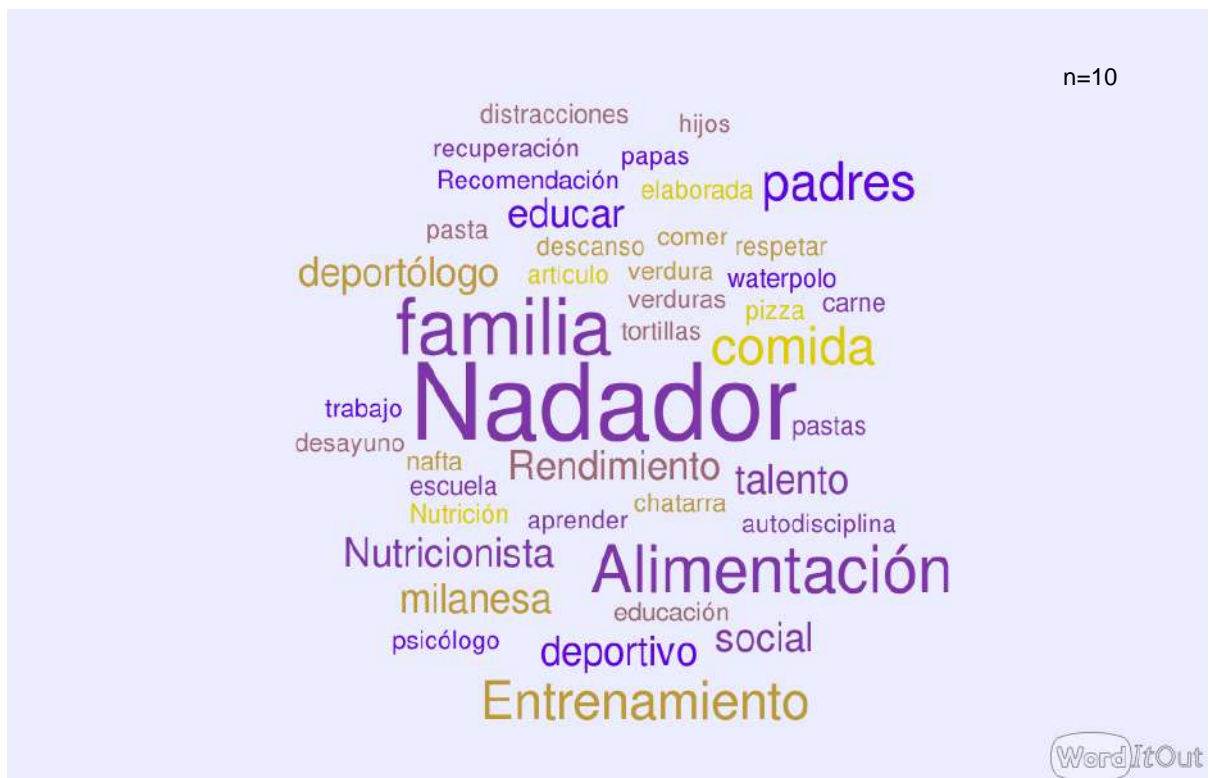 n=10
distracciones hijos
recuperación papas
Recomendación elaborada padres
educar
pasta descanso comer respetar
deportólogo articulo verdura waterpolo
verduras pizza carne
familia tortillas comida
trabajo Nadador pastas
desayuno
nafta Rendimiento talento
escuela chatarra
Nutrición aprender autodisciplina
Nutricionista Alimentación
milanesa educación
psicólogo deportivo social
Entrenamiento
WordItOut